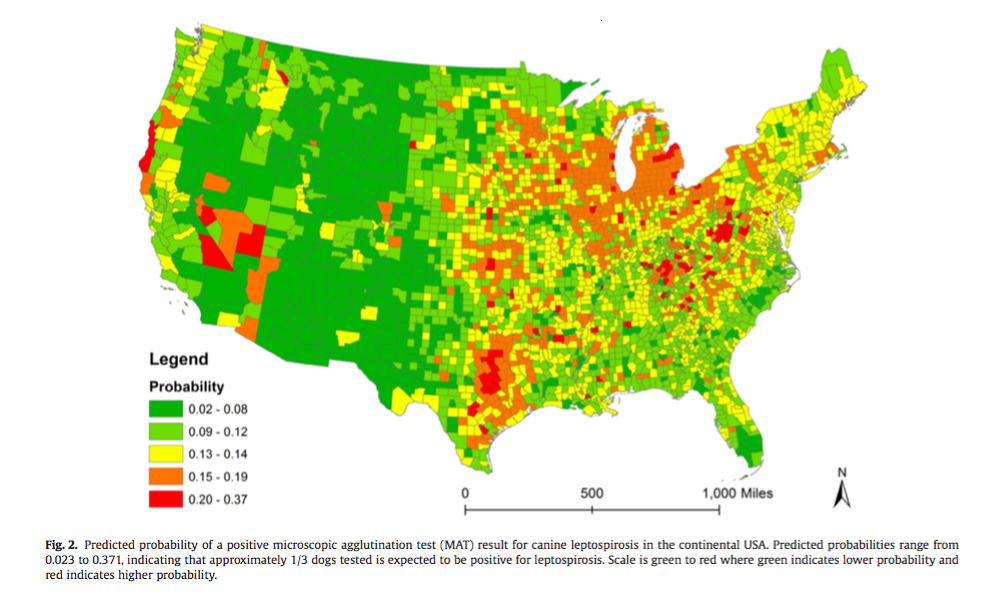 Legend
Probability
0.02 - 0.08
0.09 - 0.12
0.13 - 0.14
0.15 - 0.19
0.20 - 0.37
N
0 500 1,000 Miles
Fig. 2. Predicted probability of a positive microscopic agglutination test (MAT) result for canine leptospirosis in the continental USA. Predicted probabilities range from
0.023 to 0.371, indicating that approximately 1/3 dogs tested is expected to be positive for leptospirosis. Scale is green to red where green indicates lower probability and
red indicates higher probability.